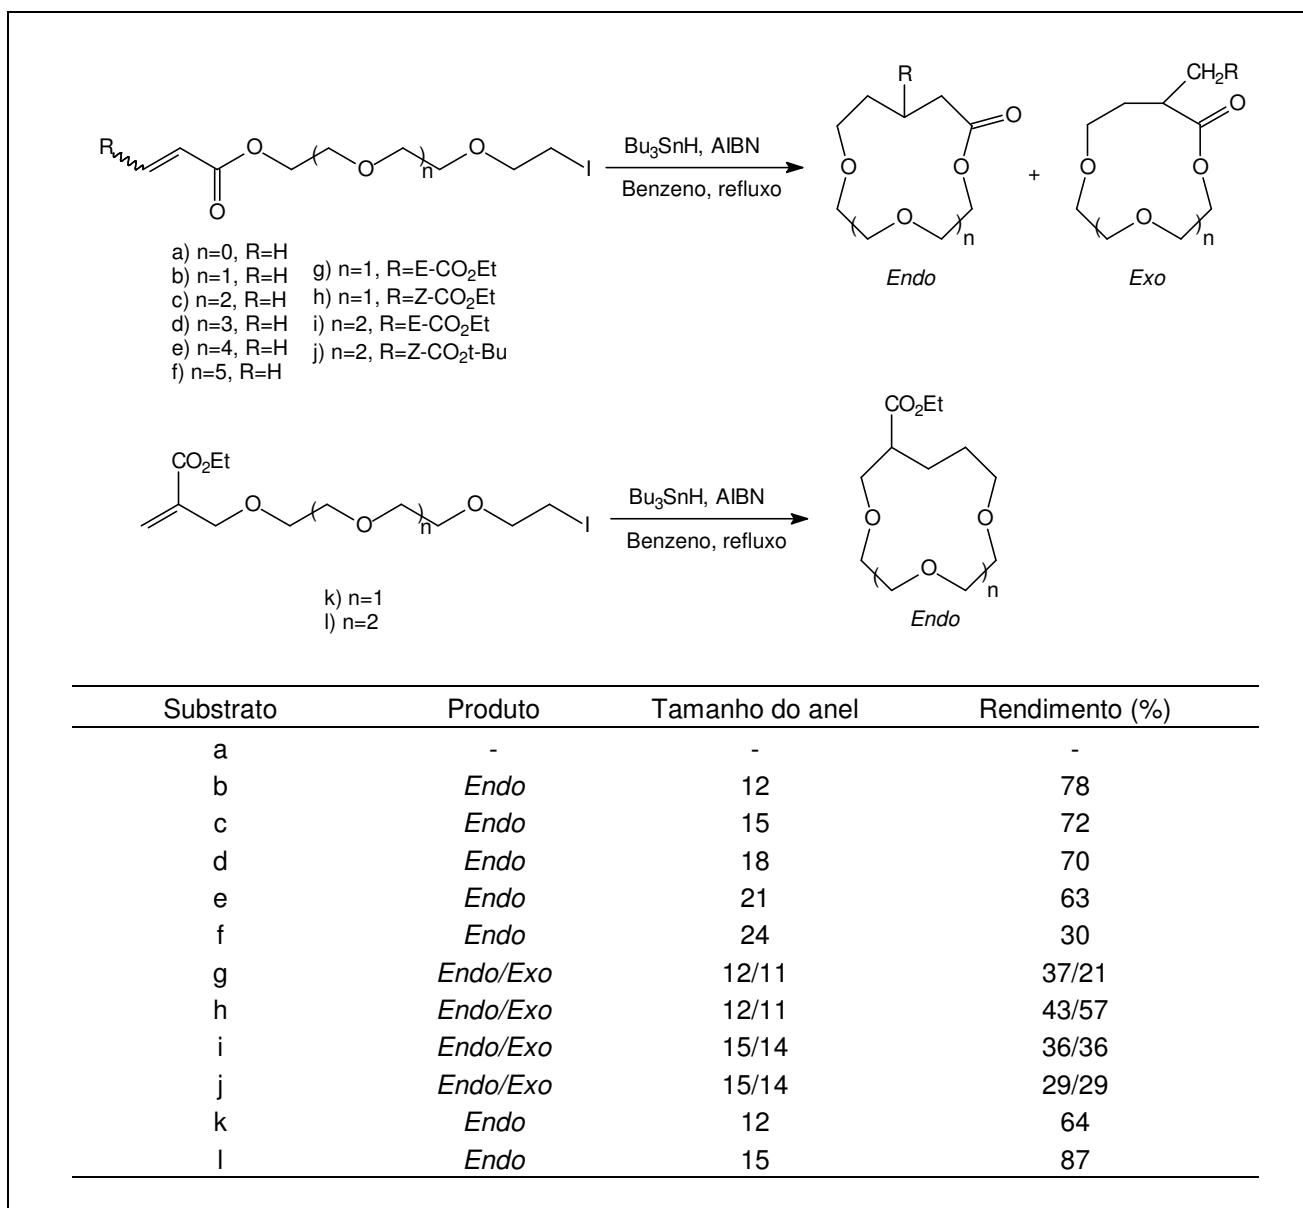 R
O
O
O
O
n
I
Bu₃SnH, AIBN
Benzeno, refluxo
R
O
O
O
O
n
Endo
+
CH₂R
O
O
O
O
n
Exo
a) n=0, R=H
b) n=1, R=H
c) n=2, R=H
d) n=3, R=H
e) n=4, R=H
f) n=5, R=H
g) n=1, R=E-CO₂Et
h) n=1, R=Z-CO₂Et
i) n=2, R=E-CO₂Et
j) n=2, R=Z-CO₂t-Bu
CO₂Et
O
O
n
O
I
k) n=1
l) n=2
Bu₃SnH, AIBN
Benzeno, refluxo
CO₂Et
O
O
O
n
Endo
Substrato Produto Tamanho do anel Rendimento (%)
a - - -
b Endo 12 78
c Endo 15 72
d Endo 18 70
e Endo 21 63
f Endo 24 30
g Endo/Exo 12/11 37/21
h Endo/Exo 12/11 43/57
i Endo/Exo 15/14 36/36
j Endo/Exo 15/14 29/29
k Endo 12 64
l Endo 15 87